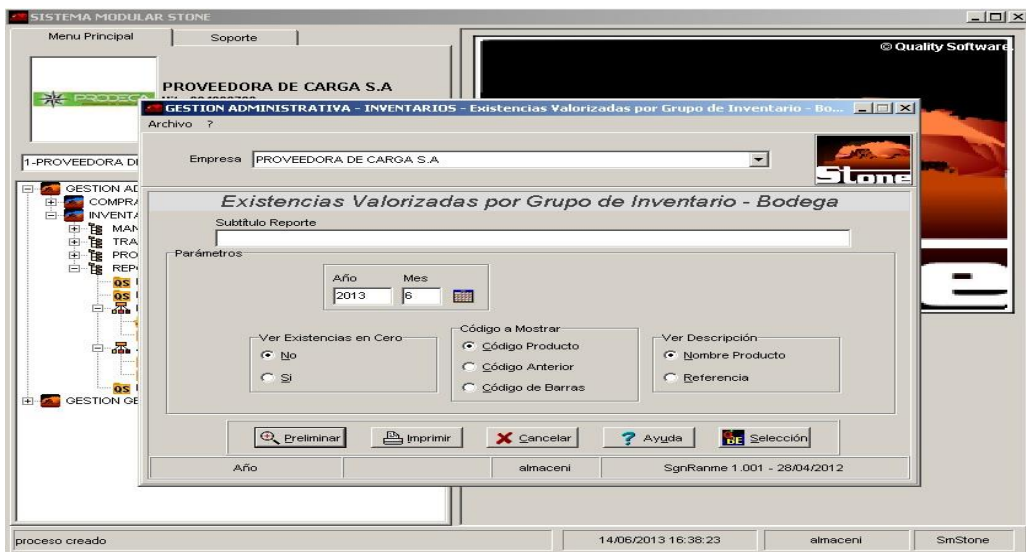 SISTEMA MODULAR STONE
Menu Principal Soporte
© Quality Software.
PRODECA
PROVEEDORA DE CARGA S.A
GESTION ADMINISTRATIVA - INVENTARIOS - Existencias Valorizadas por Grupo de Inventario - Bo...
Archivo ?
1-PROVEEDORA DI
Empresa PROVEEDORA DE CARGA S.A
Stone
GESTION AD
COMPRA
INVENTA
MAN
TRA
PRO
REP
QS
QS
QS
GESTION GE
Existencias Valorizadas por Grupo de Inventario - Bodega
Subtítulo Reporte
Parámetros
Año Mes
2013 6
Ver Existencias en Cero
No
Si
Código a Mostrar
Código Producto
Código Anterior
Código de Barras
Ver Descripción
Nombre Producto
Referencia
Preliminar Imprimir Cancelar Ayuda Selección
Año almaceni SgnRanme 1.001 - 28/04/2012
e
proceso creado 14/06/2013 16:38:23 almaceni SmStone